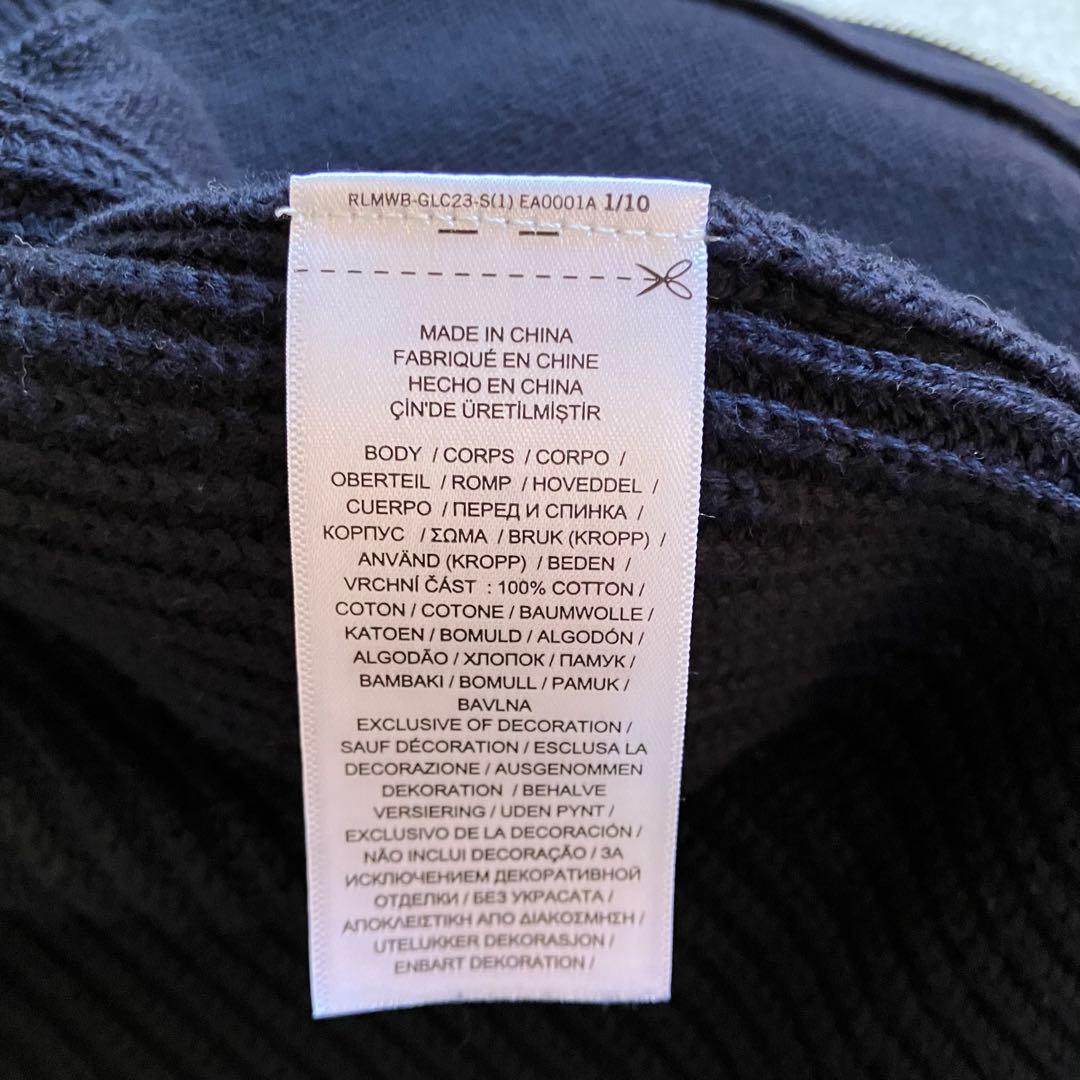 RLMWB-GLC23-S(1) EA0001A 1/10
MADE IN CHINA
FABRIQUÉ EN CHINE
HECHO EN CHINA
ÇİN'DE ÜRETİLMİŞTİR
BODY / CORPS / CORPO /
OBERTEIL / ROMP / HOVEDDEL /
CUERPO / ПЕРЕД И СПИНКА /
КОРПУС / ΣΩΜΑ / BRUK (KROPP) /
ANVÄND (KROPP) / BEDEN /
VRCHNÍ ČÁST : 100% COTTON /
COTON / COTONE / BAUMWOLLE /
KATOEN / BOMULD / ALGODÓN /
ALGODÃO / ХЛОПОК / ПАМУК /
ΒΑΜΒΑΚΙ / BOMULL / PAMUK /
BAVLNA
EXCLUSIVE OF DECORATION /
SAUF DÉCORATION / ESCLUSA LA
DECORAZIONE / AUSGENOMMEN
DEKORATION / BEHALVE
VERSIERING / UDEN PYNT /
EXCLUSIVO DE LA DECORACIÓN /
NÃO INCLUI DECORAÇÃO / ЗА
ИСКЛЮЧЕНИЕМ ДЕКОРАТИВНОЙ
ОТДЕЛКИ / БЕЗ УКРАСАТА /
ΑΠΟΚΛΕΙΣΤΙΚΗ ΑΠΟ ΔΙΑΚΟΣΜΗΣΗ /
UTELUKKER DEKORASJON /
ENBART DEKORATION /